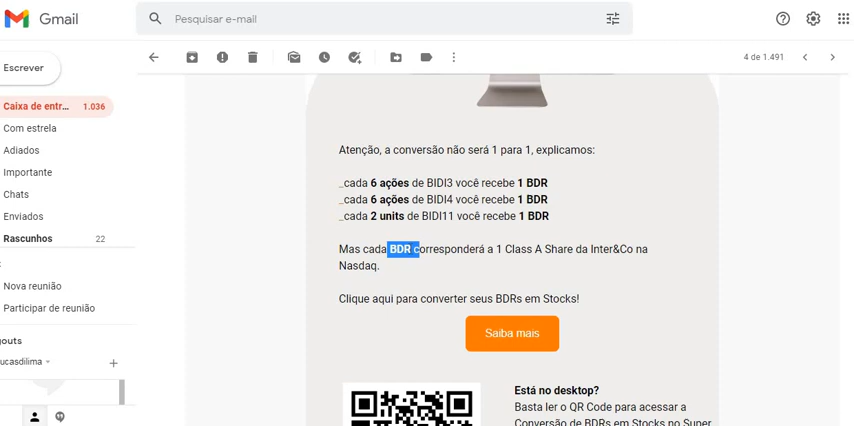 Gmail
Pesquisar e-mail
4 de 1.491
Escrever
Caixa de entr... 1.036
Com estrela
Adiados
Importante
Chats
Enviados
Rascunhos 22
Nova reunião
Participar de reunião
outs
ucasdilima
Atenção, a conversão não será 1 para 1, explicamos:
_cada 6 ações de BIDI3 você recebe 1 BDR
_cada 6 ações de BIDI4 você recebe 1 BDR
_cada 2 units de BIDI11 você recebe 1 BDR
Mas cada BDR corresponderá a 1 Class A Share da Inter&Co na
Nasdaq.
Clique aqui para converter seus BDRs em Stocks!
Saiba mais
Está no desktop?
Basta ler o QR Code para acessar a
Conversão de BDRs em Stocks no Super